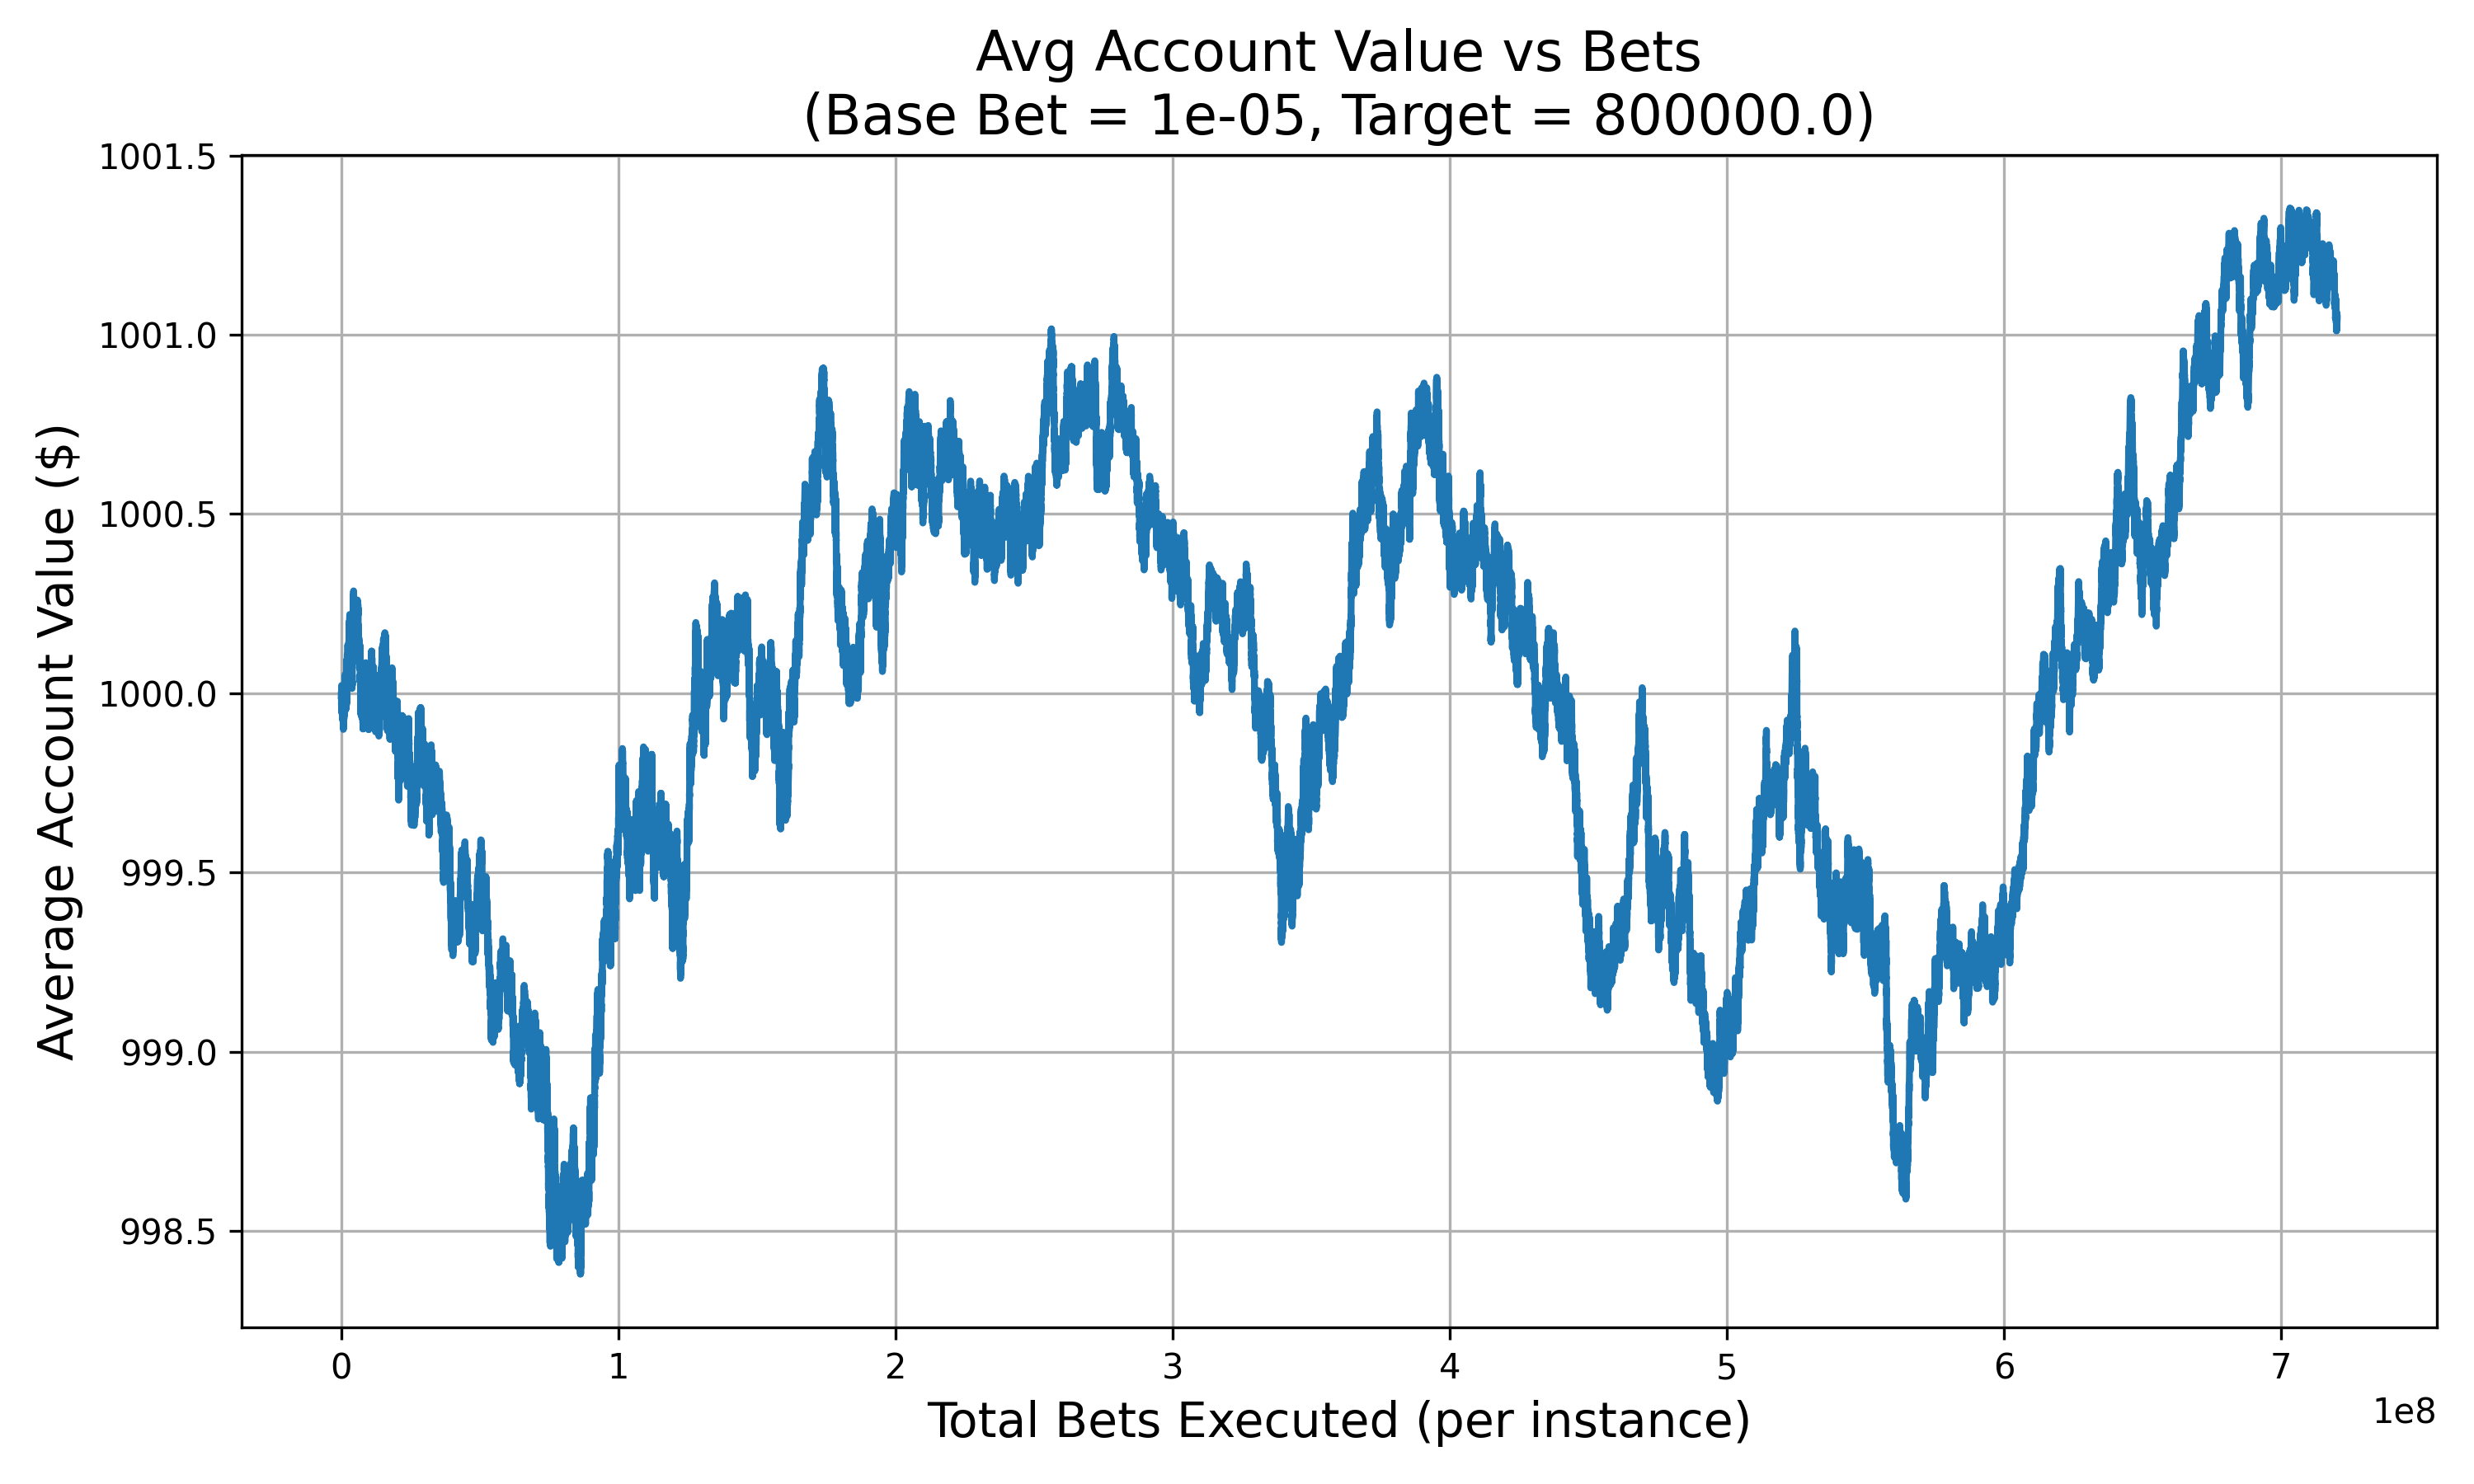 Avg Account Value vs Bets
(Base Bet = 1e-05, Target = 800000.0)
Average Account Value ($)
1001.5
1001.0
1000.5
1000.0
999.5
999.0
998.5
0 1 2 3 4 5 6 7
1e8
Total Bets Executed (per instance)